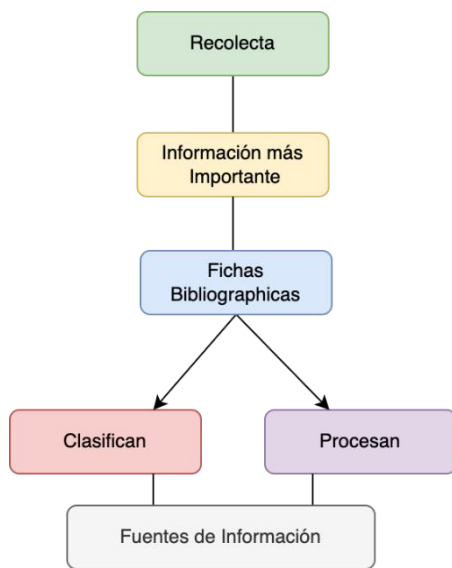 Recolecta
Información más
Importante
Fichas
Bibliographicas
Clasifican
Procesan
Fuentes de Información